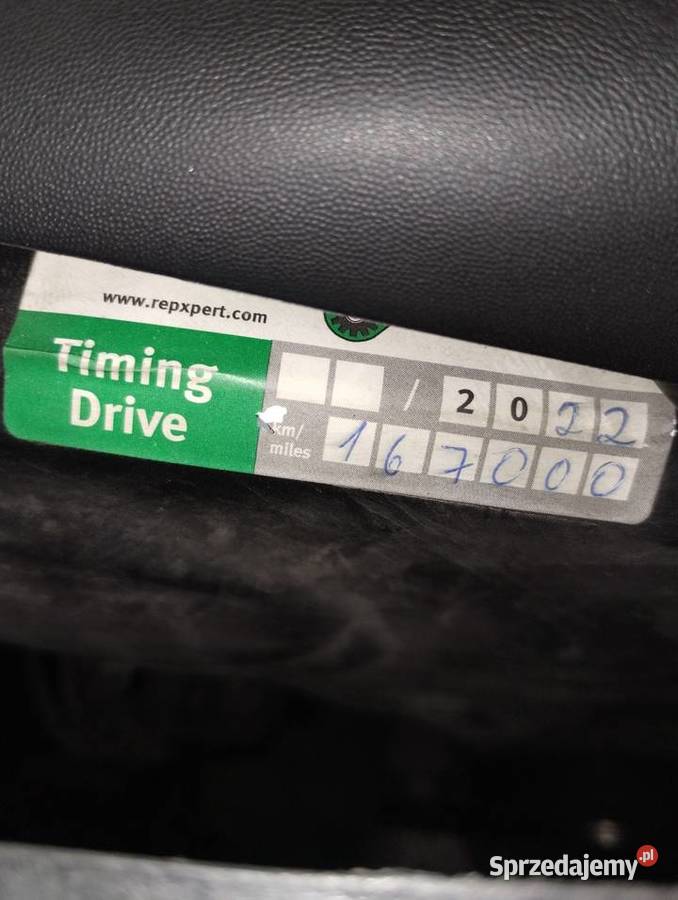 www.repxpert.com
Timing
Drive
/ 2022
km/
miles
167000
Sprzedajemy.pl